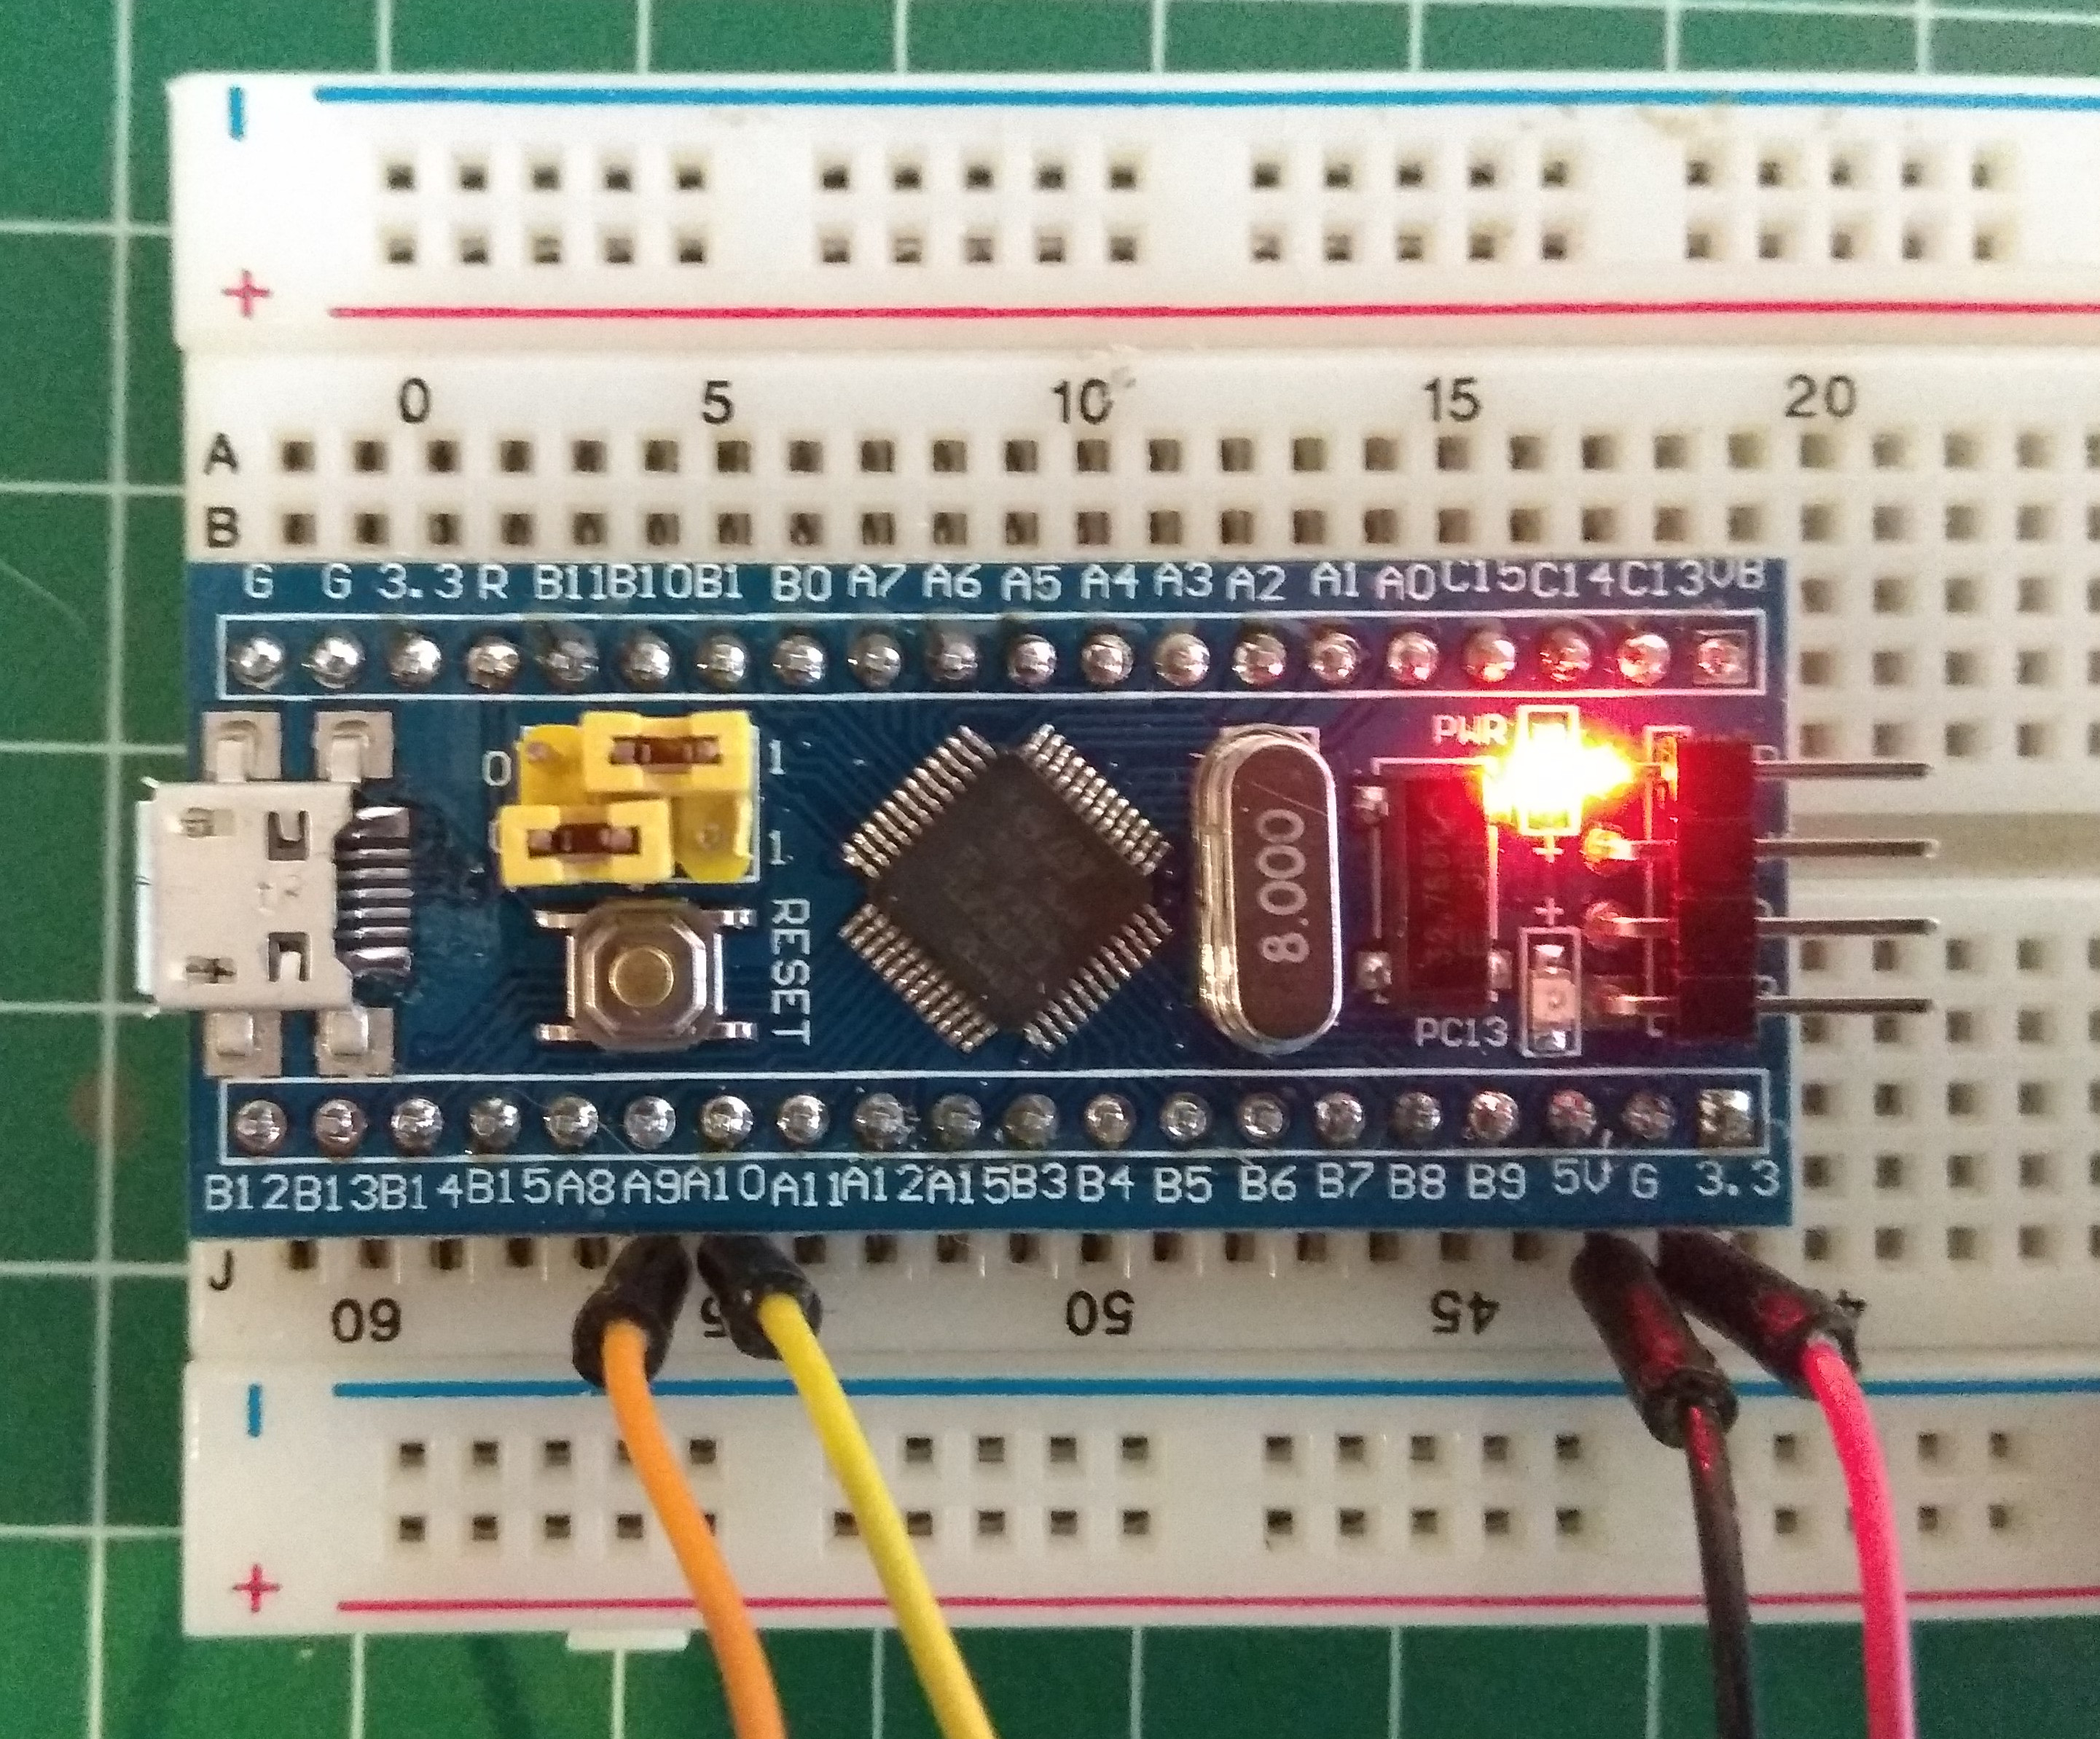 0 5 10 15 20
A
B
G G 3.3 R B11 B10 B1 B0 A7 A6 A5 A4 A3 A2 A1 A0 C15 C14 C13 VB
PWR
0 1
1
+
+
RESET
8.000
PC13
B12 B13 B14 B15 A8 A9 A10 A11 A12 A15 B3 B4 B5 B6 B7 B8 B9 5V G 3.3
J
60 50 45
+